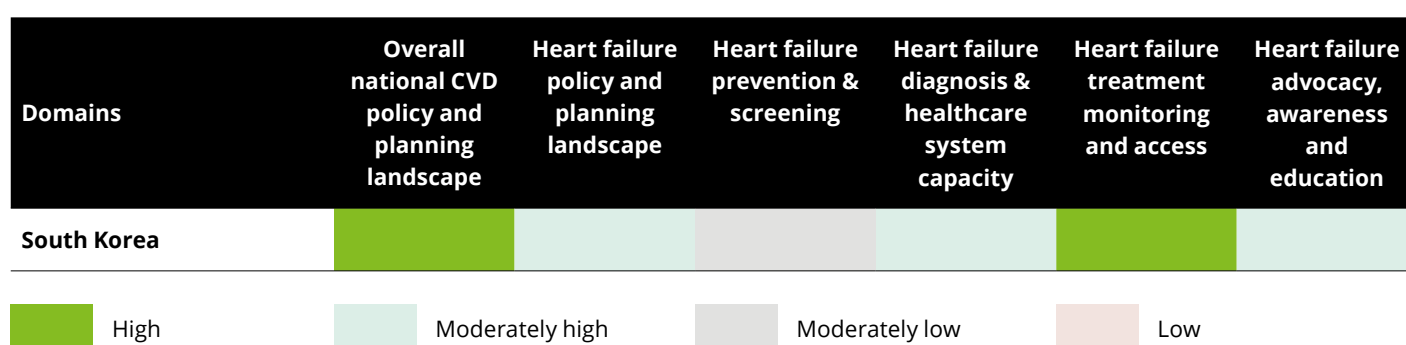 Domains
Overall
national CVD
policy and
planning
landscape
Heart failure
policy and
planning
landscape
Heart failure
prevention &
screening
Heart failure
diagnosis &
healthcare
system
capacity
Heart failure
treatment
monitoring
and access
Heart failure
advocacy,
awareness
and
education
South Korea
High
Moderately high
Moderately low
Low